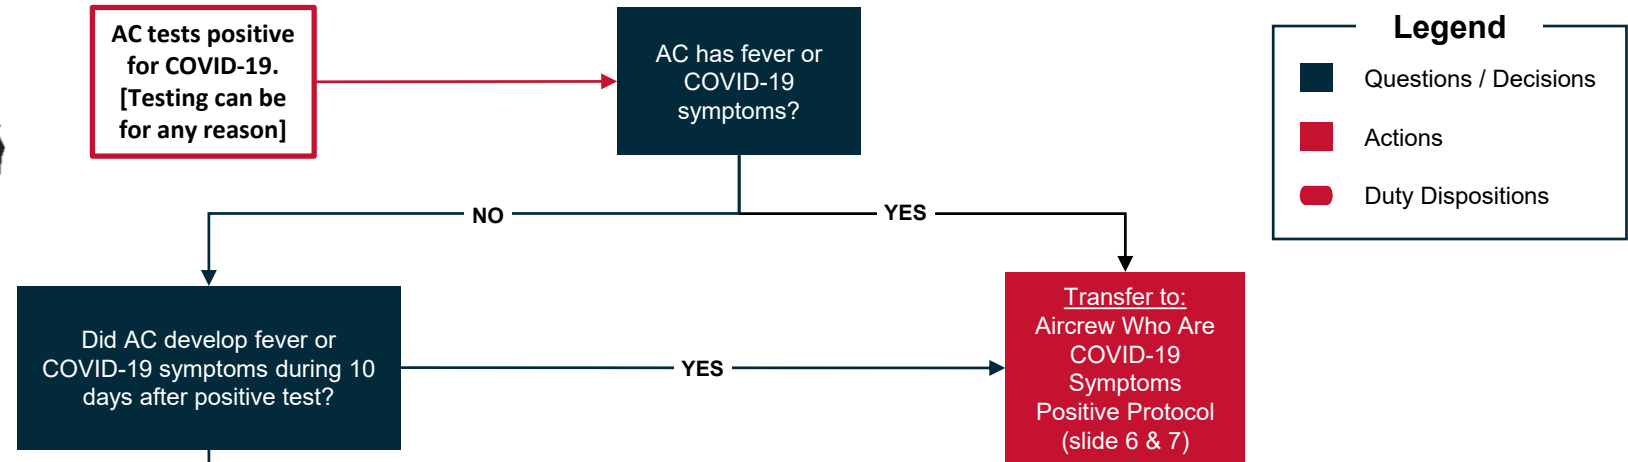 AC tests positive
for COVID-19.
[Testing can be
for any reason]
AC has fever or
COVID-19
symptoms?
Legend
Questions / Decisions
Actions
Duty Dispositions
NO
YES
Did AC develop fever or
COVID-19 symptoms during 10
days after positive test?
YES
Transfer to:
Aircrew Who Are
COVID-19
Symptoms
Positive Protocol
(slide 6 & 7)